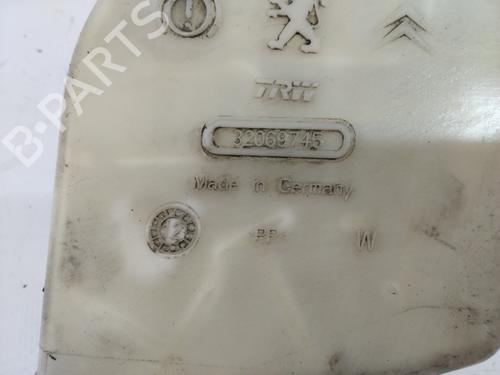 B-PARTS
TRW
32069745
Made in Germany
PP W